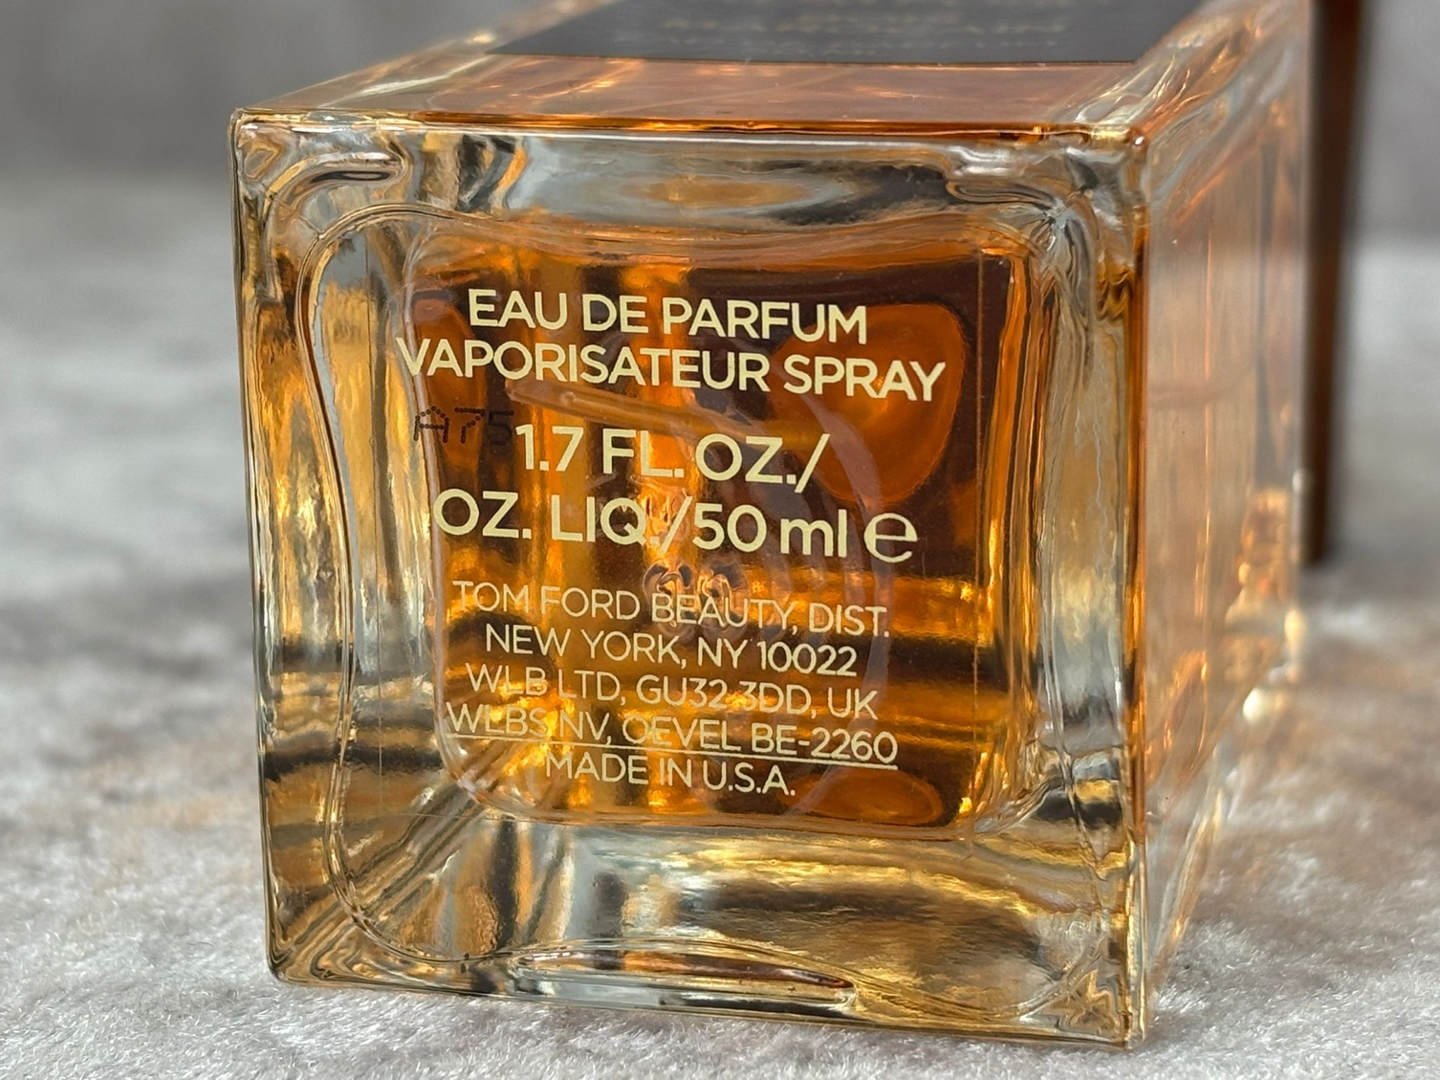 EAU DE PARFUM
VAPORISATEUR SPRAY
A75
1.7 FL. OZ./
OZ. LIQ./50 ml e
TOM FORD BEAUTY, DIST.
NEW YORK, NY 10022
WLB LTD, GU32 3DD, UK
WLBS NV, OEVEL BE-2260
MADE IN U.S.A.